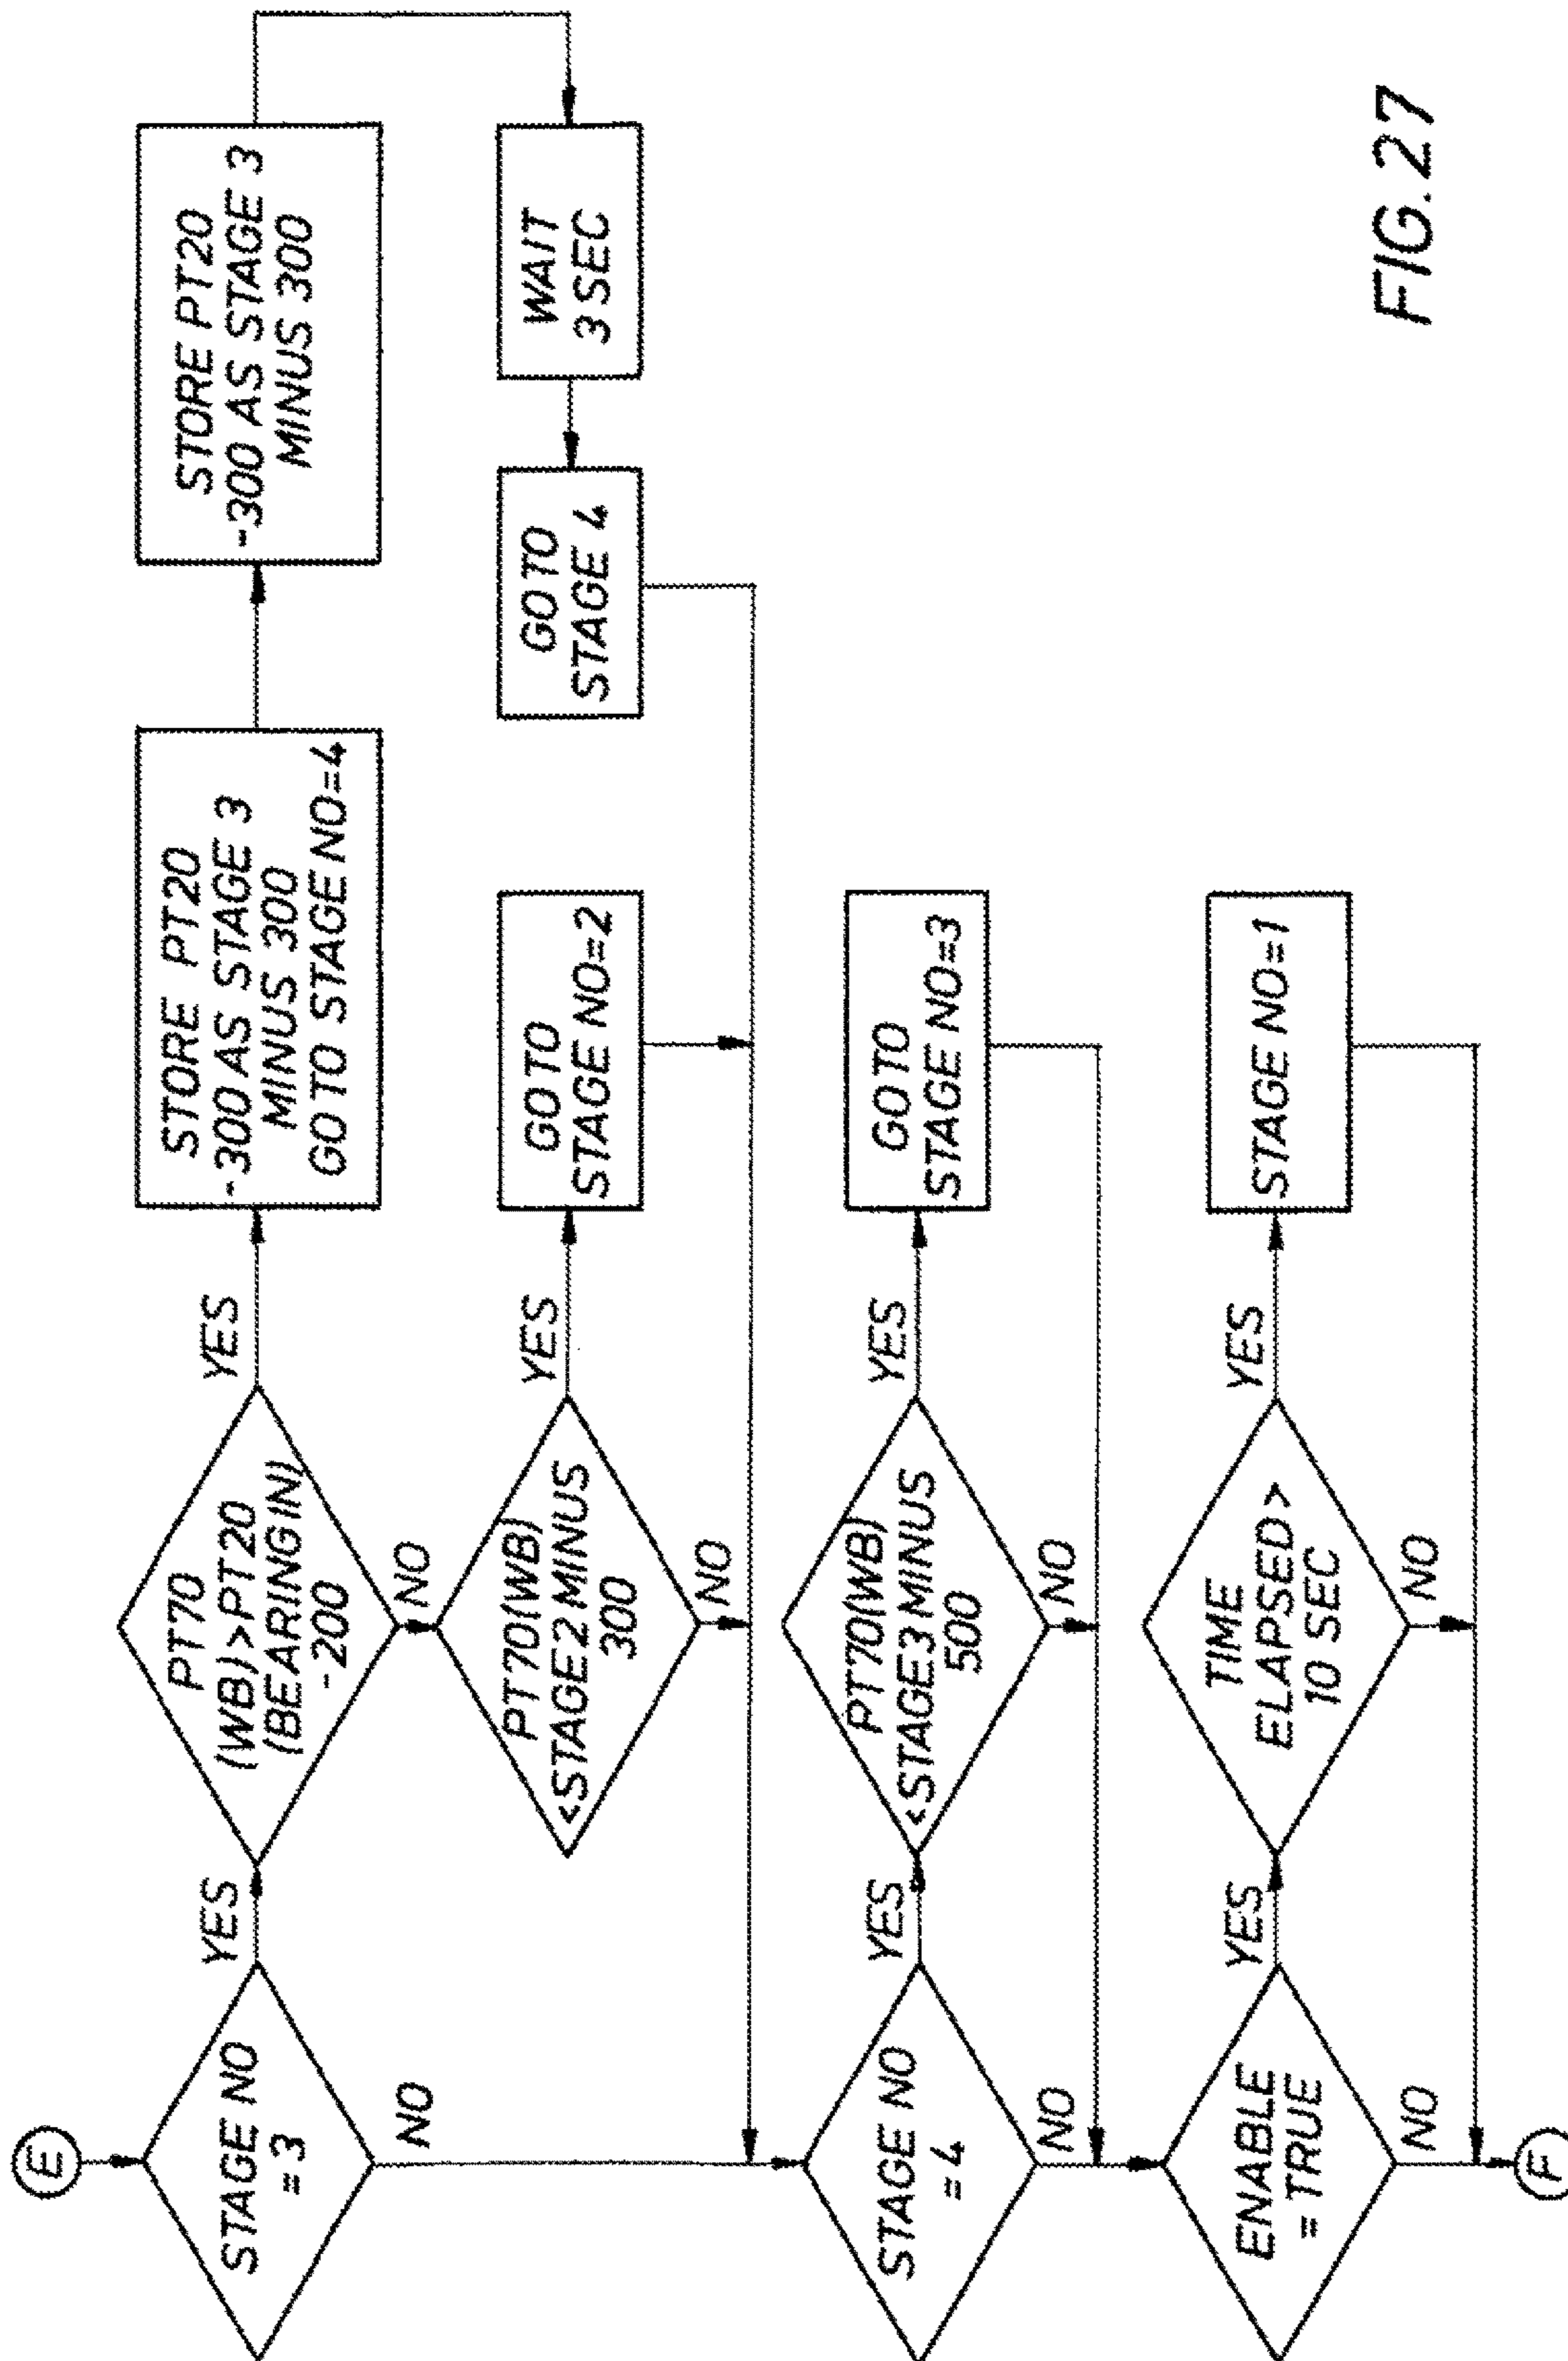 E
STAGE NO
= 3
YES
NO
PT70
(WB)>PT20
(BEARING IN)
-200
YES
NO
STORE PT20
-300 AS STAGE 3
MINUS 300
GO TO STAGE NO=4
STORE PT20
-300 AS STAGE 3
MINUS 300
PT70(WB)
<STAGE2 MINUS
300
YES
NO
GO TO
STAGE NO=2
WAIT
3 SEC
GO TO
STAGE 4
STAGE NO
= 4
YES
NO
PT70(WB)
<STAGE3 MINUS
500
YES
NO
GO TO
STAGE NO=3
ENABLE
= TRUE
YES
NO
TIME
ELAPSED>
10 SEC
YES
NO
STAGE NO=1
F
FIG. 27